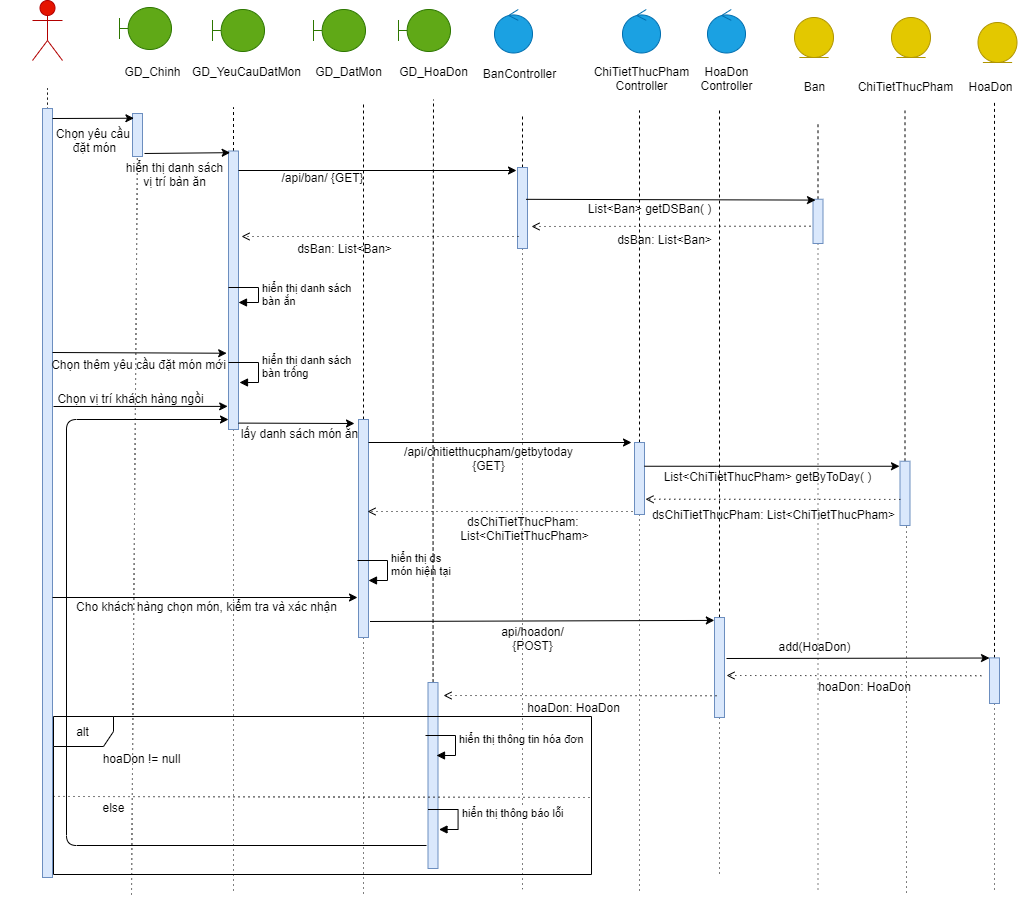 GD_Chinh
GD_YeuCauDatMon
GD_DatMon
GD_HoaDon
BanController
ChiTietThucPham
Controller
HoaDon
Controller
Ban
ChiTietThucPham
HoaDon
Chọn yêu cầu
đặt món
hiển thị danh sách
vị trí bàn ăn
/api/ban/ {GET}
List<Ban> getDSBan( )
dsBan: List<Ban>
dsBan: List<Ban>
hiển thị danh sách
bàn ắn
Chọn thêm yêu cầu đặt món mới
hiển thị danh sách
bàn trống
Chọn vị trí khách hàng ngồi
lấy danh sách món ăn
/api/chitietthucpham/getbytoday
{GET}
List<ChiTietThucPham> getByToDay( )
dsChiTietThucPham: List<ChiTietThucPham>
dsChiTietThucPham:
List<ChiTietThucPham>
hiển thị ds
món hiện tại
Cho khách hàng chọn món, kiểm tra và xác nhận
api/hoadon/
{POST}
add(HoaDon)
hoaDon: HoaDon
hoaDon: HoaDon
alt
hoaDon != null
hiển thị thông tin hóa đơn
else
hiển thị thông báo lỗi